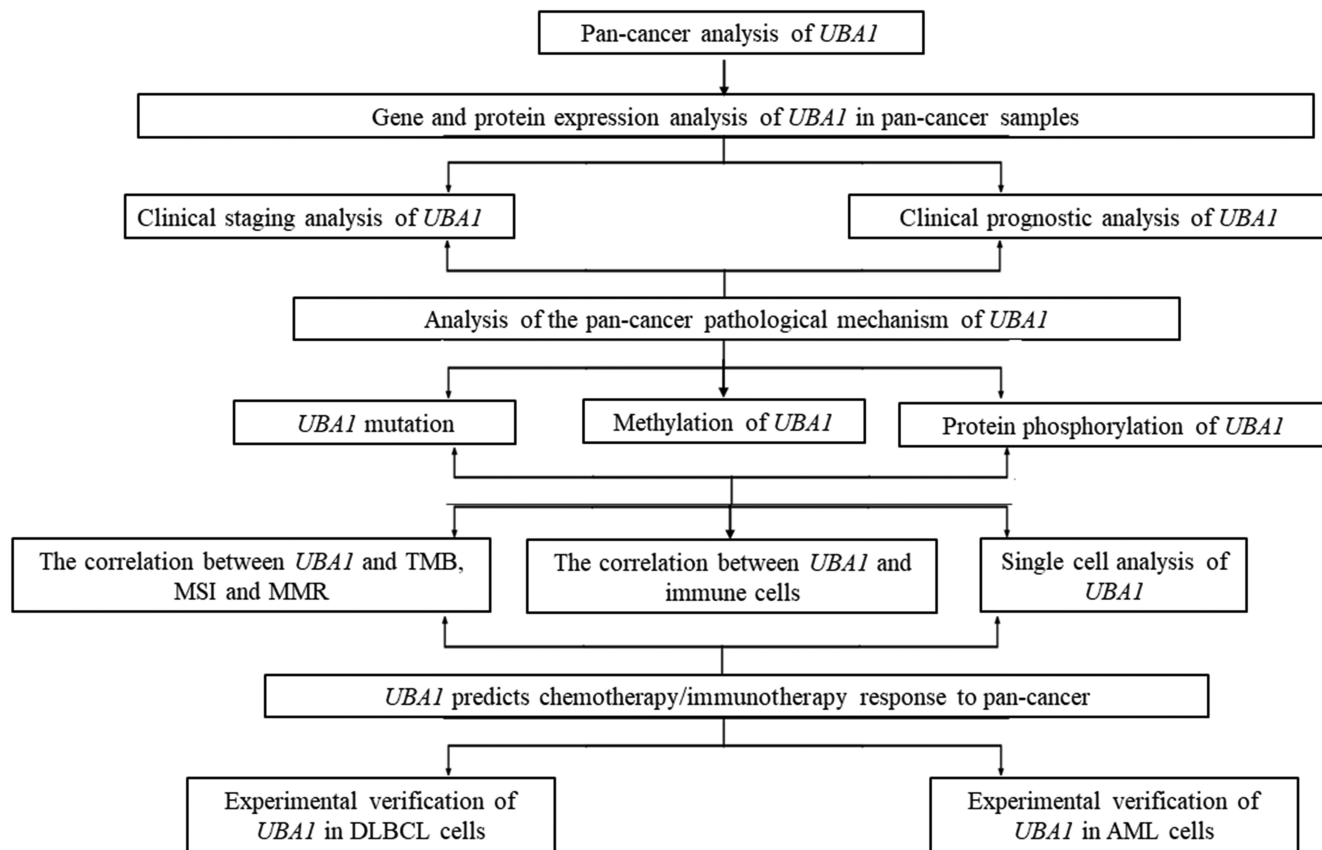 Pan-cancer analysis of UBA1
Gene and protein expression analysis of UBA1 in pan-cancer samples
Clinical staging analysis of UBA1
Clinical prognostic analysis of UBA1
Analysis of the pan-cancer pathological mechanism of UBA1
UBA1 mutation
Methylation of UBA1
Protein phosphorylation of UBA1
The correlation between UBA1 and TMB,
MSI and MMR
The correlation between UBA1 and
immune cells
Single cell analysis of
UBA1
UBA1 predicts chemotherapy/immunotherapy response to pan-cancer
Experimental verification of
UBA1 in DLBCL cells
Experimental verification of
UBA1 in AML cells